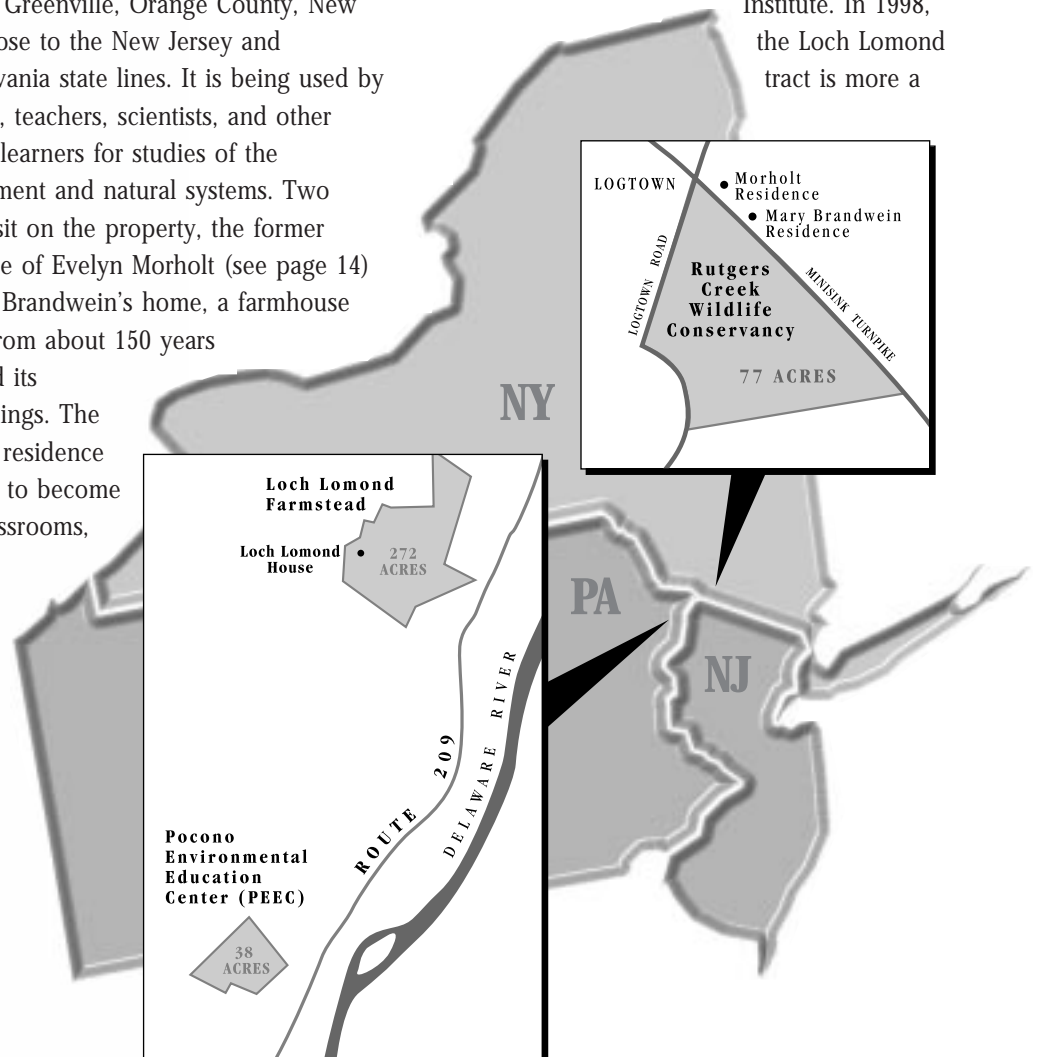 Greenville, Orange County, New
ose to the New Jersey and
vania state lines. It is being used by
, teachers, scientists, and other
learners for studies of the
ment and natural systems. Two
sit on the property, the former
e of Evelyn Morholt (see page 14)
Brandwein's home, a farmhouse
rom about 150 years
d its
ings. The
residence
to become
ssrooms,
Institute. In 1998,
the Loch Lomond
tract is more a
LOGTOWN
Morholt
Residence
Mary Brandwein
Residence
LOGTOWN ROAD
Rutgers
Creek
Wildlife
Conservancy
MINISINK TURNPIKE
77 ACRES
NY
PA
NJ
Loch Lomond
Farmstead
Loch Lomond
House
272
ACRES
ROUTE 209
DELAWARE RIVER
Pocono
Environmental
Education
Center (PEEC)
38
ACRES